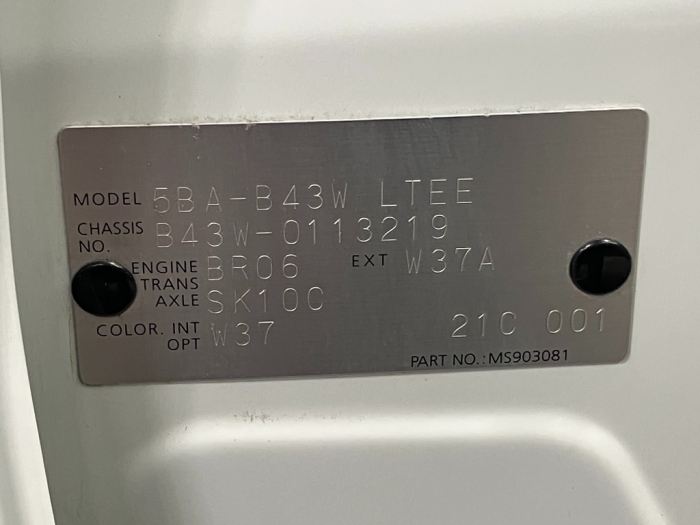 MODEL 5BA-B43W LTEE
CHASSIS NO. B43W-0113219
ENGINE BR06 EXT W37A
TRANS AXLE SK10C
COLOR. INT OPT W37 21C 001
PART NO.:MS903081